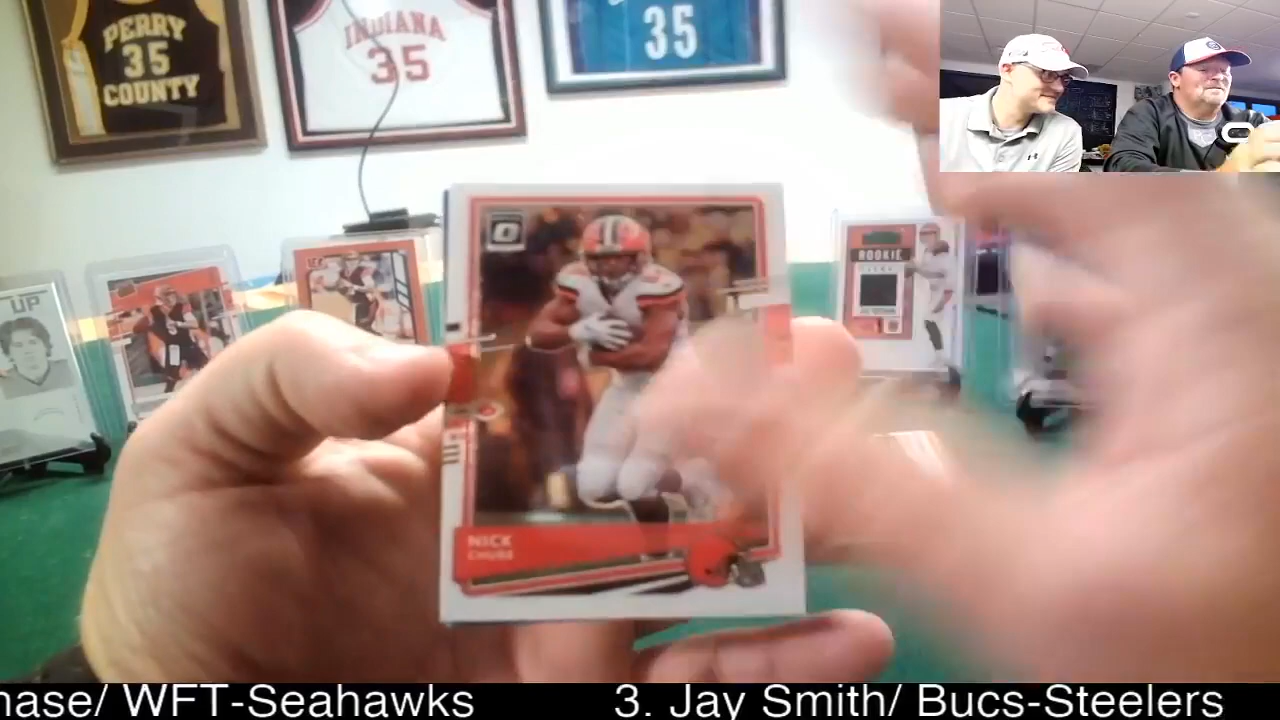 PERRY
35
COUNTY
INDIANA
35
35
UP
ROOKIE
NICK
CHUBB
hase/ WFT-Seahawks 3. Jay Smith/ Bucs-Steelers